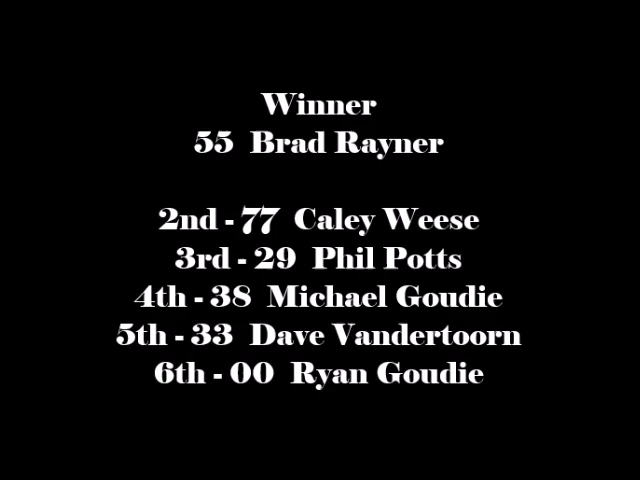 Winner
55 Brad Rayner
2nd - 77 Caley Weese
3rd - 29 Phil Potts
4th - 38 Michael Goudie
5th - 33 Dave Vandertoorn
6th - 00 Ryan Goudie